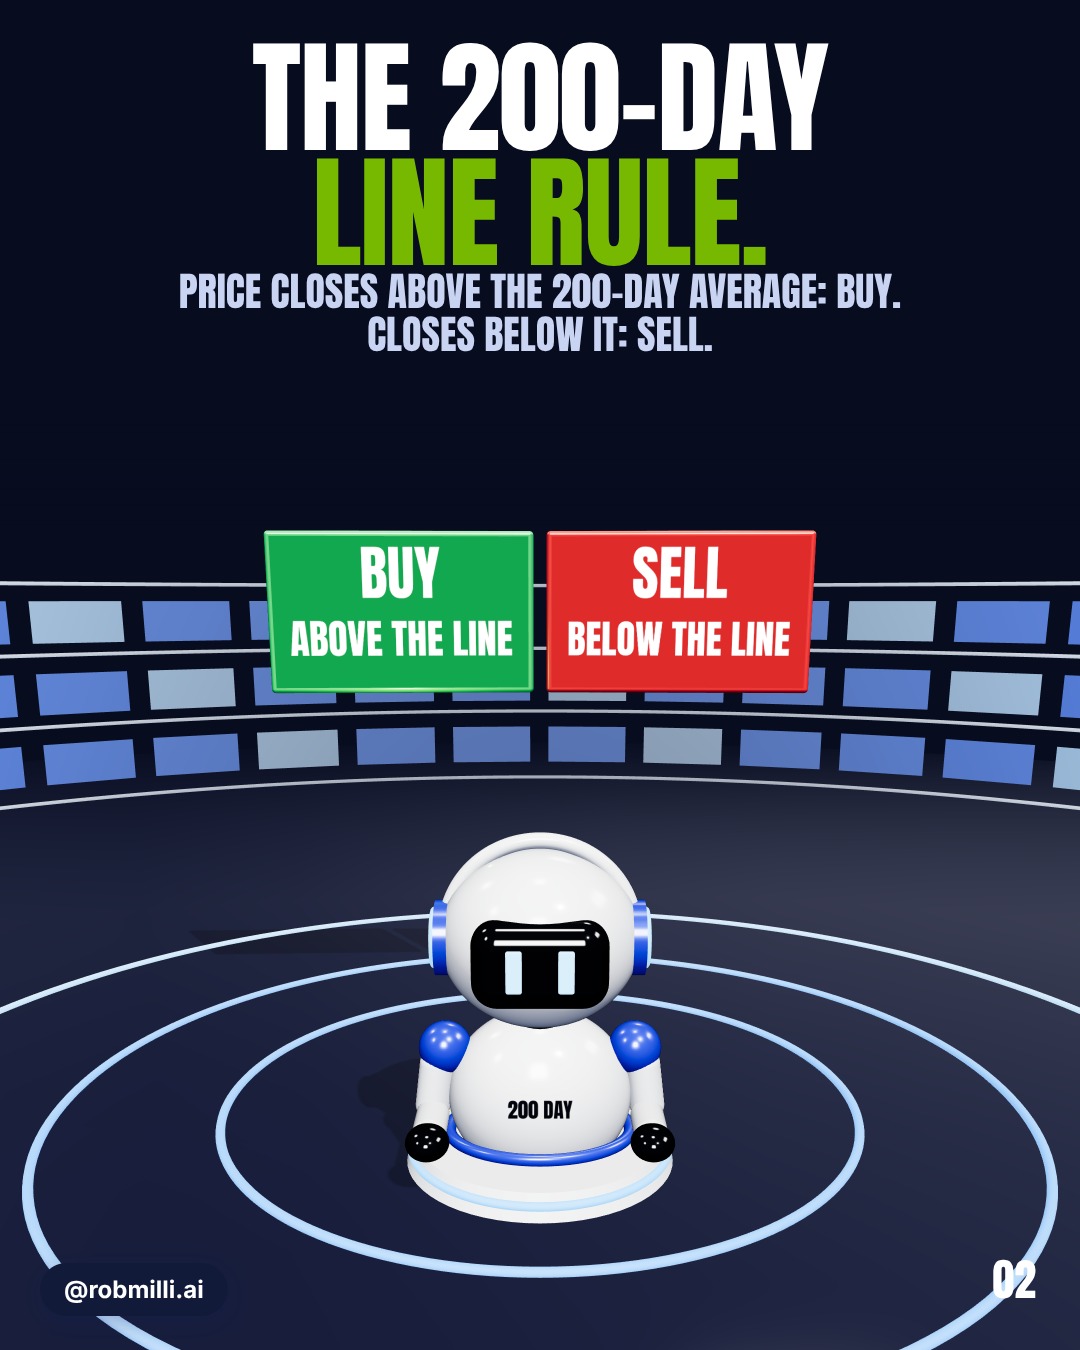 THE 200-DAY
LINE RULE.
PRICE CLOSES ABOVE THE 200-DAY AVERAGE: BUY.
CLOSES BELOW IT: SELL.
BUY
ABOVE THE LINE
SELL
BELOW THE LINE
200 DAY
@robmilli.ai
02